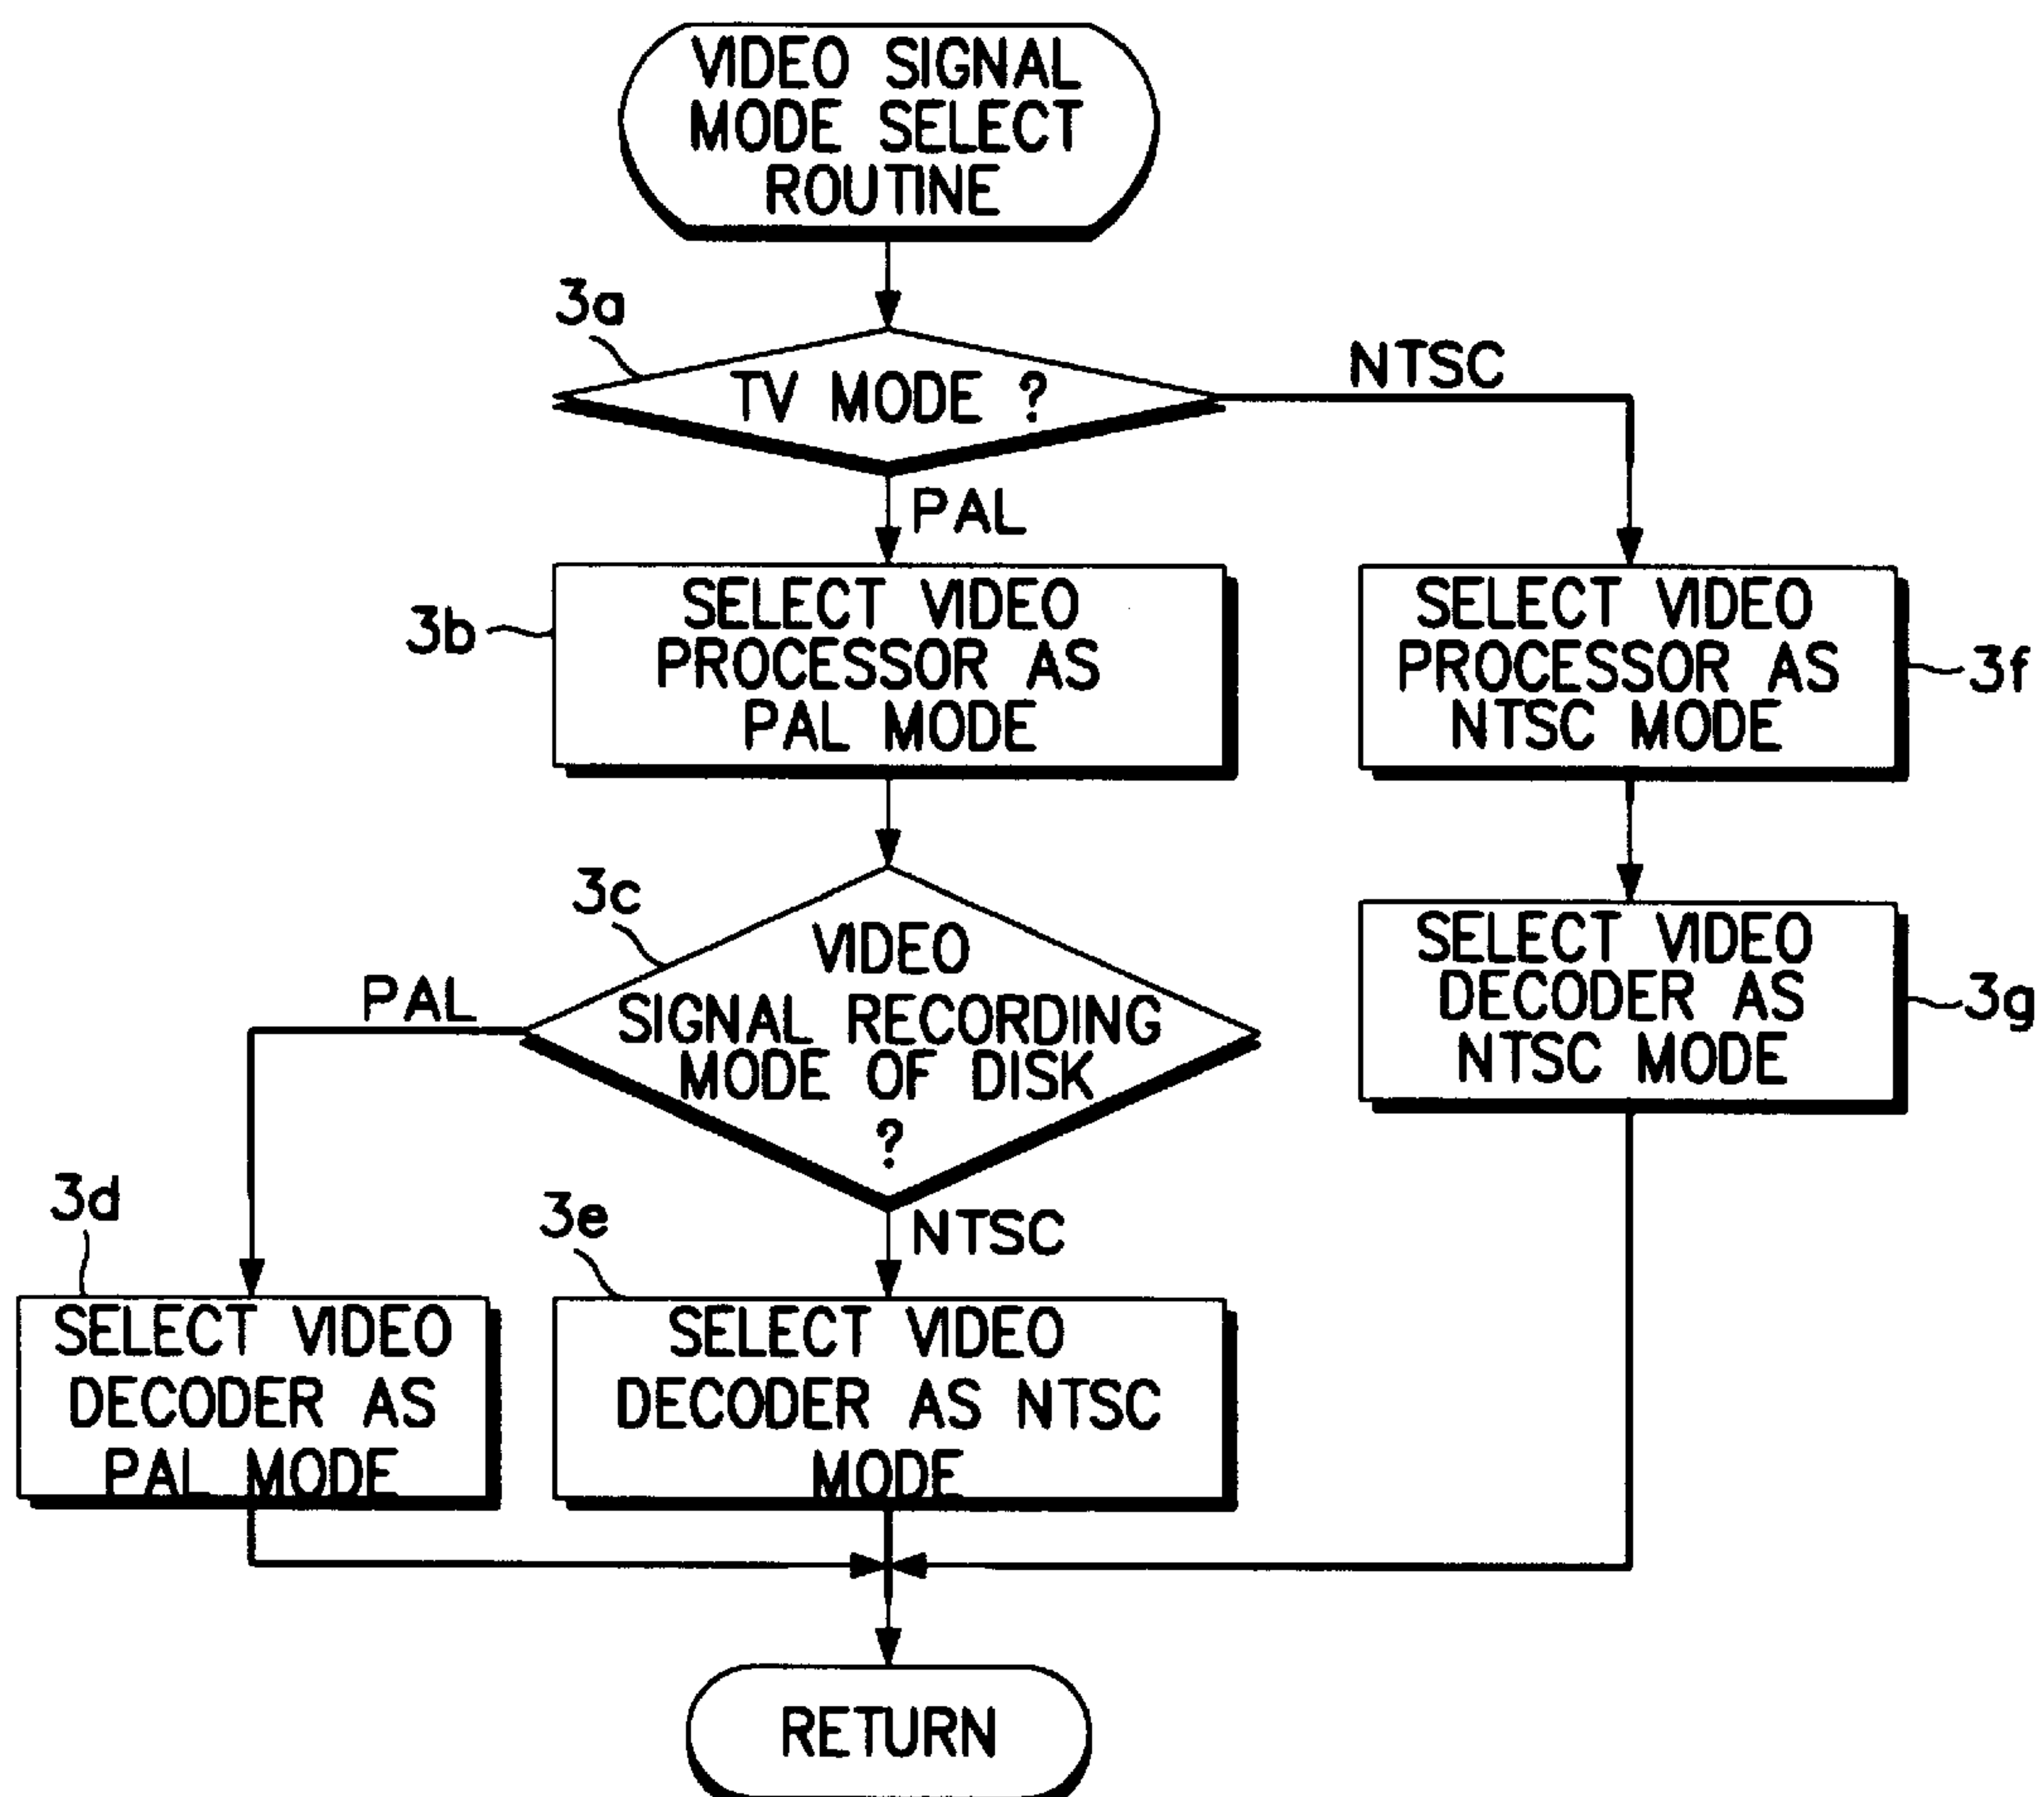 VIDEO SIGNAL
MODE SELECT
ROUTINE
3a
TV MODE ?
NTSC
PAL
3b
SELECT VIDEO
PROCESSOR AS
PAL MODE
SELECT VIDEO
PROCESSOR AS
NTSC MODE
3f
3c
VIDEO
SIGNAL RECORDING
MODE OF DISK
?
PAL
NTSC
SELECT VIDEO
DECODER AS
NTSC MODE
3g
3d
SELECT VIDEO
DECODER AS
PAL MODE
3e
SELECT VIDEO
DECODER AS NTSC
MODE
RETURN